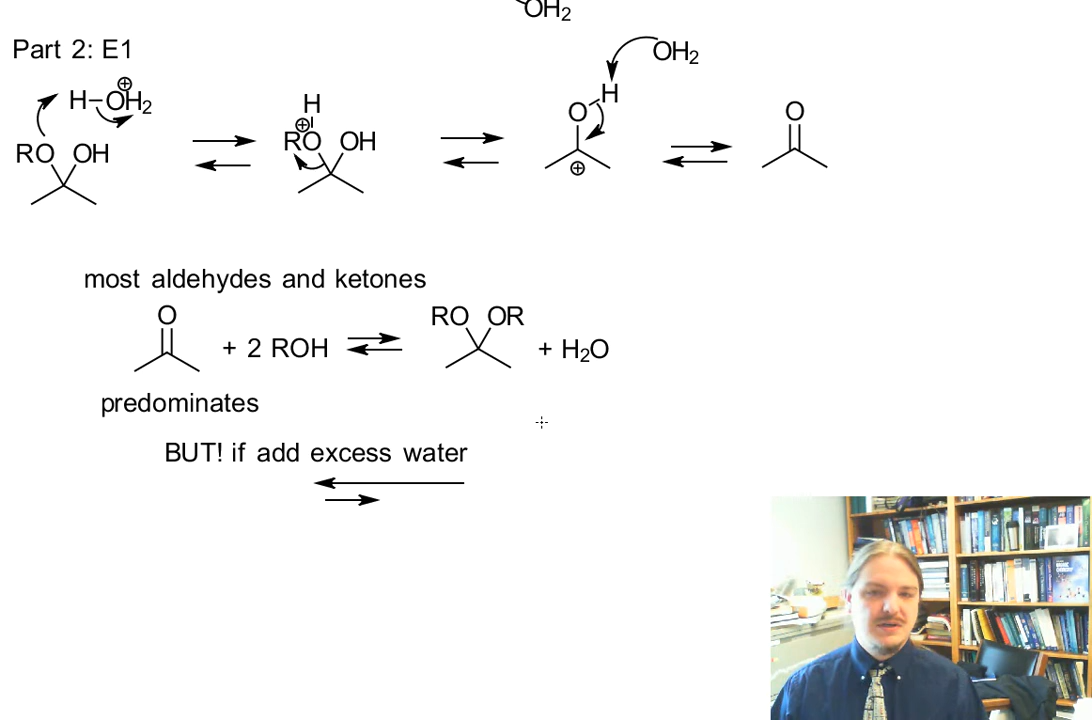 OH₂
Part 2: E1
OH₂
H
H–OH₂
⊕
H
O
O
⊕
RO OH
RO OH
⊕
most aldehydes and ketones
O
RO OR
+ 2 ROH
+ H₂O
predominates
BUT! if add excess water